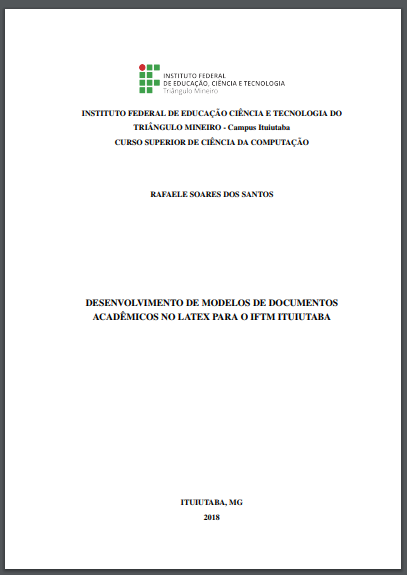 INSTITUTO FEDERAL
DE EDUCAÇÃO, CIÊNCIA E TECNOLOGIA
Triângulo Mineiro
INSTITUTO FEDERAL DE EDUCAÇÃO CIÊNCIA E TECNOLOGIA DO
TRIÂNGULO MINEIRO - Campus Ituiutaba
CURSO SUPERIOR DE CIÊNCIA DA COMPUTAÇÃO
RAFAELE SOARES DOS SANTOS
DESENVOLVIMENTO DE MODELOS DE DOCUMENTOS
ACADÊMICOS NO LATEX PARA O IFTM ITUIUTABA
ITUIUTABA, MG
2018